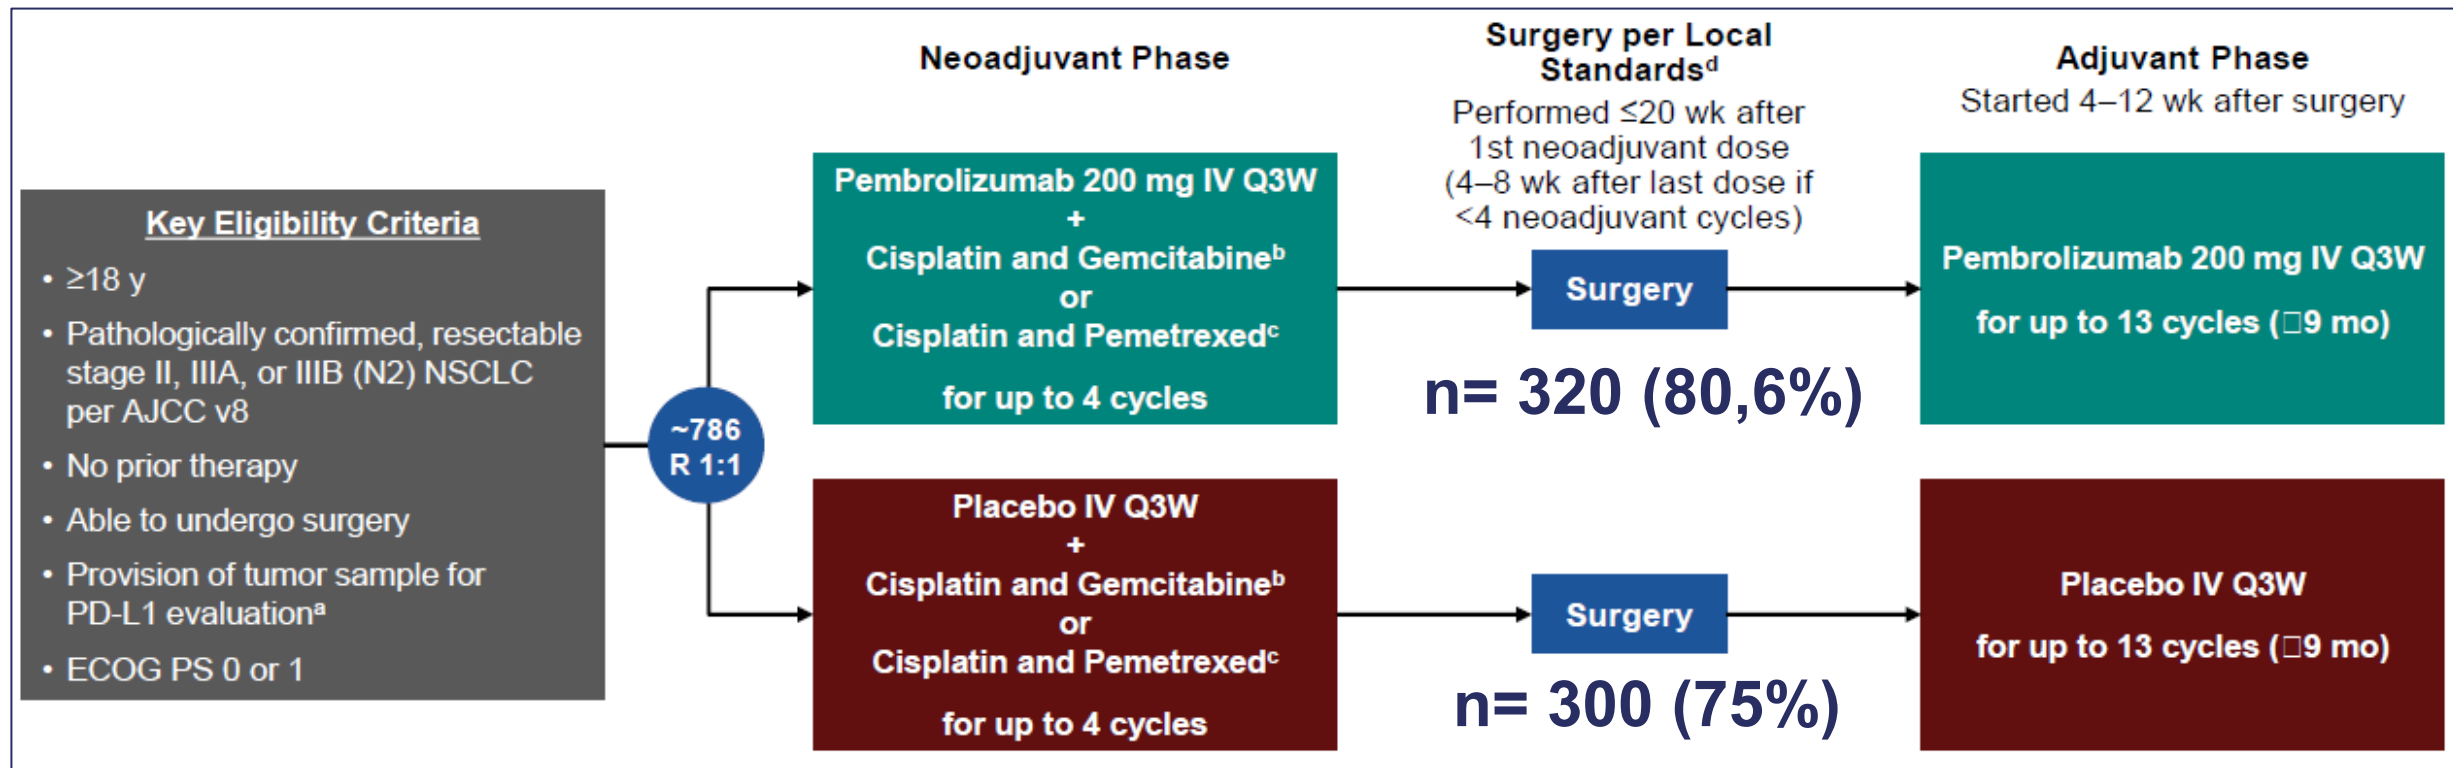 Key Eligibility Criteria
• ≥18 y
• Pathologically confirmed, resectable
stage II, IIIA, or IIIB (N2) NSCLC
per AJCC v8
• No prior therapy
• Able to undergo surgery
• Provision of tumor sample for
PD-L1 evaluationᵃ
• ECOG PS 0 or 1
~786
R 1:1
Neoadjuvant Phase
Pembrolizumab 200 mg IV Q3W
+
Cisplatin and Gemcitabineᵇ
or
Cisplatin and Pemetrexedᶜ
for up to 4 cycles
Placebo IV Q3W
+
Cisplatin and Gemcitabineᵇ
or
Cisplatin and Pemetrexedᶜ
for up to 4 cycles
Surgery per Local
Standardsᵈ
Performed ≤20 wk after
1st neoadjuvant dose
(4–8 wk after last dose if
<4 neoadjuvant cycles)
Surgery
n= 320 (80,6%)
Surgery
n= 300 (75%)
Adjuvant Phase
Started 4–12 wk after surgery
Pembrolizumab 200 mg IV Q3W
for up to 13 cycles (□9 mo)
Placebo IV Q3W
for up to 13 cycles (□9 mo)